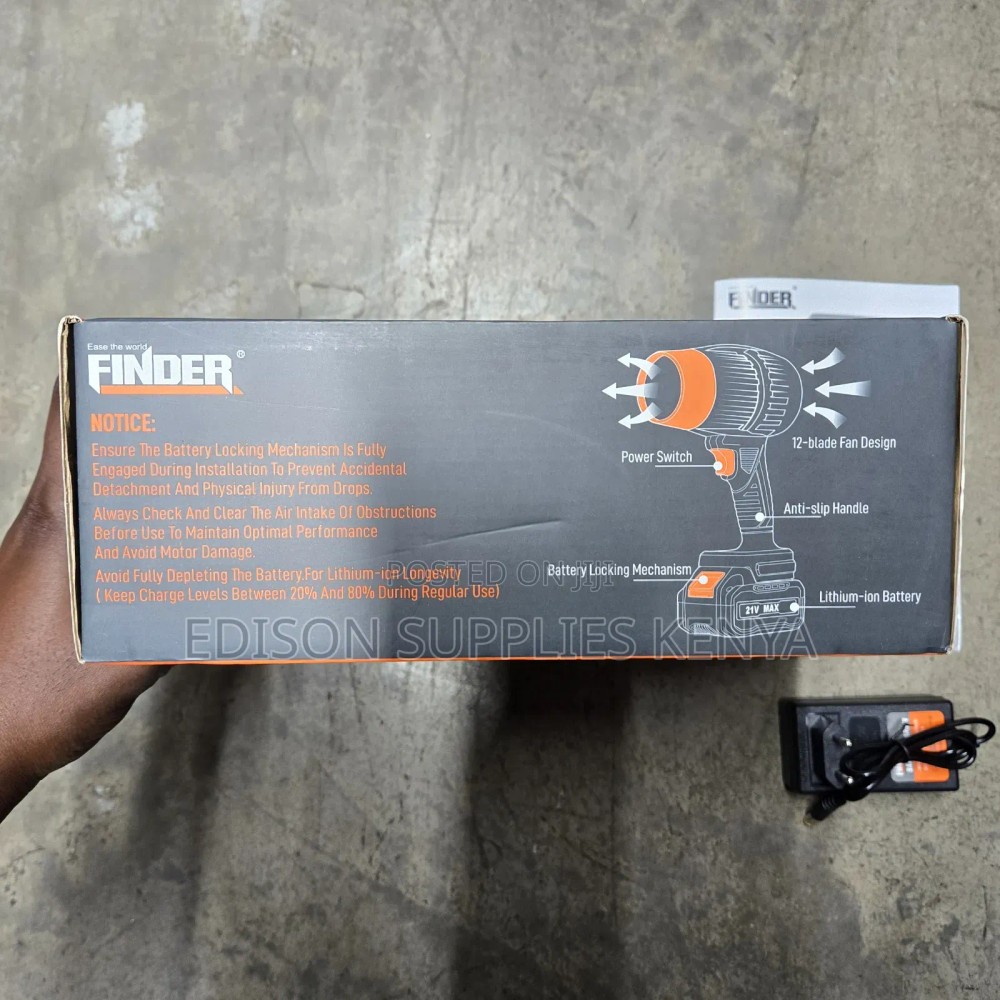 FINDER
Ease the world
FINDER®
NOTICE:
Ensure The Battery Locking Mechanism Is Fully
Engaged During Installation To Prevent Accidental
Detachment And Physical Injury From Drops.
Always Check And Clear The Air Intake Of Obstructions
Before Use To Maintain Optimal Performance
And Avoid Motor Damage.
Avoid Fully Depleting The Battery.For Lithium-ion Longevity
( Keep Charge Levels Between 20% And 80% During Regular Use)
12-blade Fan Design
Power Switch
Anti-slip Handle
Battery Locking Mechanism
Lithium-ion Battery
21V MAX
POSTED ON JIJI
EDISON SUPPLIES KENYA